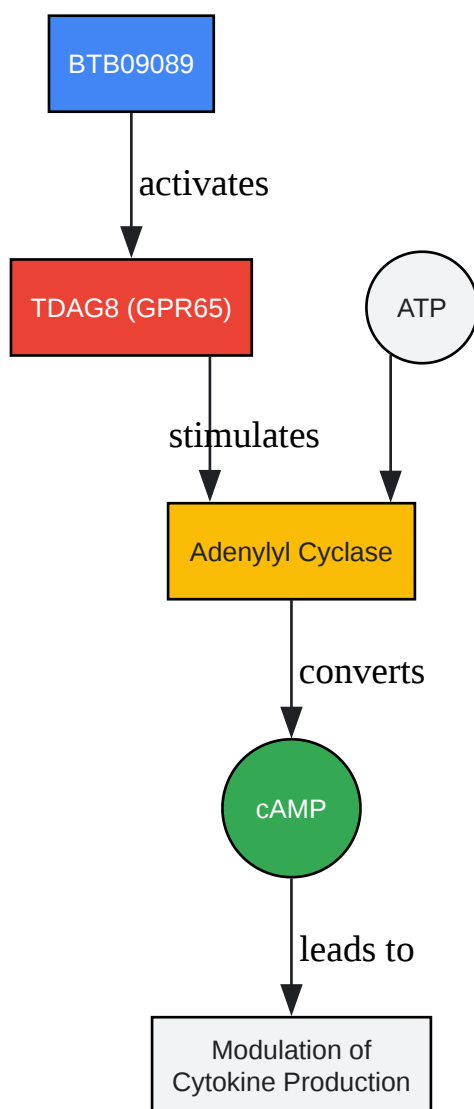 BTB09089
activates
TDAG8 (GPR65)
ATP
stimulates
Adenylyl Cyclase
converts
cAMP
leads to
Modulation of
Cytokine Production